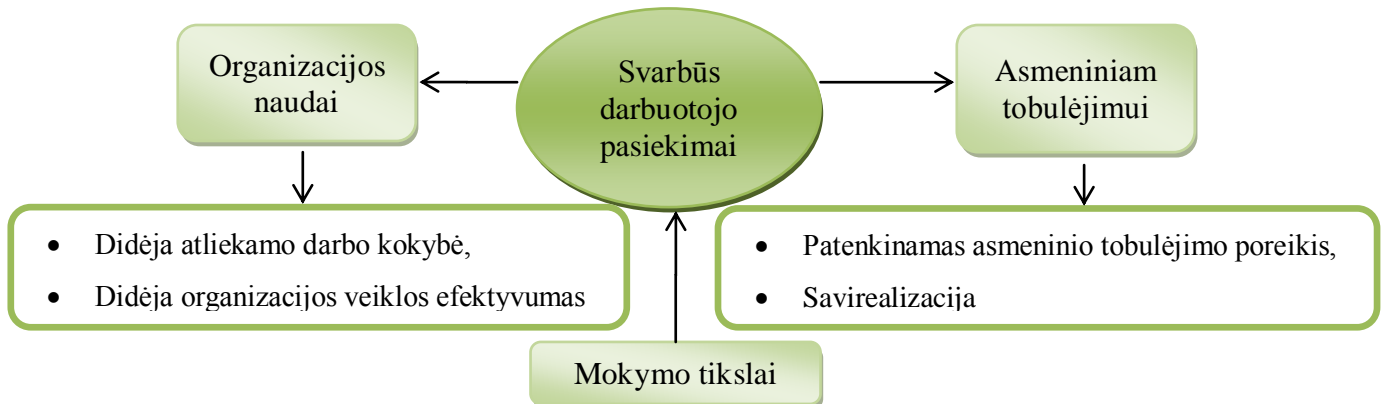 Organizacijos
naudai
Svarbūs
darbuotojo
pasiekimai
Asmeniniam
tobulėjimui
• Didėja atliekamo darbo kokybė,
• Didėja organizacijos veiklos efektyvumas
• Patenkinamas asmeninio tobulėjimo poreikis,
• Savirealizacija
Mokymo tikslai